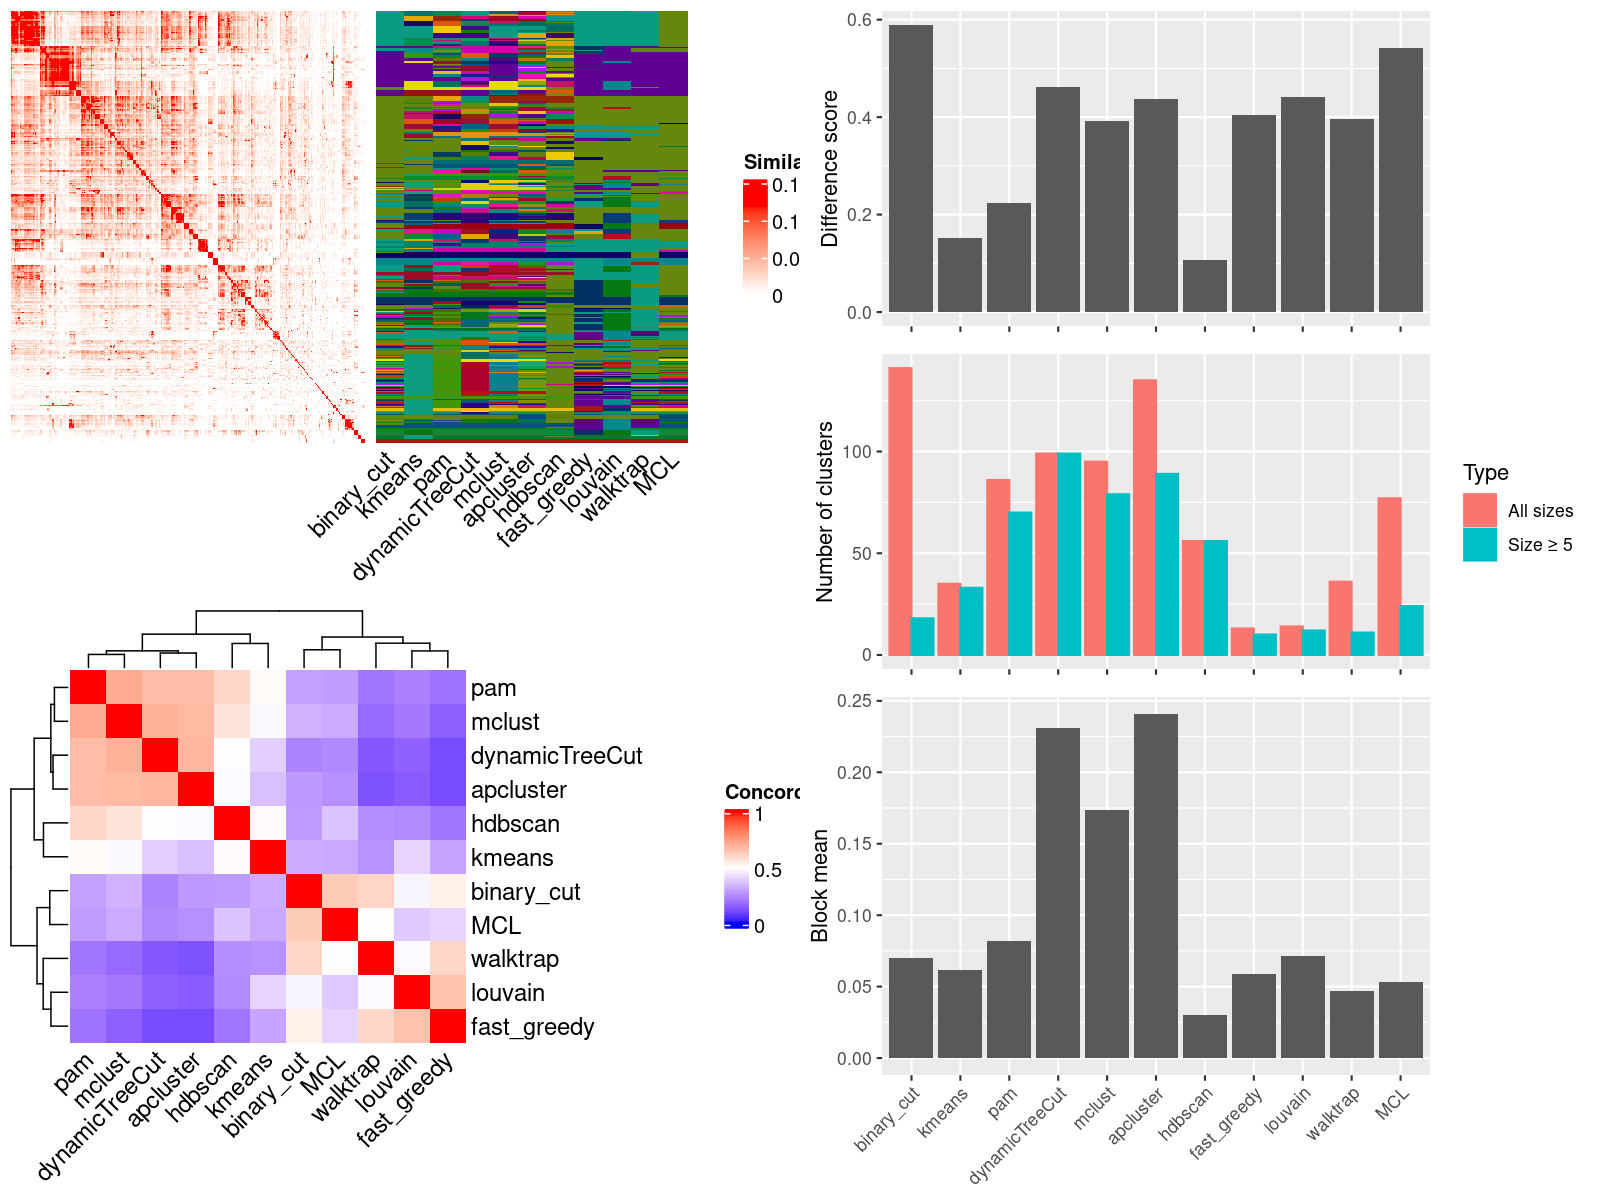 Simila
0.1
0.1
0.0
0
binary_cut
kmeans
pam
dynamicTreeCut
mclust
apcluster
hdbscan
fast_greedy
louvain
walktrap
MCL
pam
mclust
dynamicTreeCut
apcluster
hdbscan
kmeans
binary_cut
MCL
walktrap
louvain
fast_greedy
pam
mclust
dynamicTreeCut
apcluster
hdbscan
kmeans
binary_cut
MCL
walktrap
louvain
fast_greedy
Concord
1
0.5
0
Difference score
0.6
0.4
0.2
0.0
Number of clusters
100
50
0
Type
All sizes
Size ≥ 5
Block mean
0.25
0.20
0.15
0.10
0.05
0.00
binary_cut
kmeans
pam
dynamicTreeCut
mclust
apcluster
hdbscan
fast_greedy
louvain
walktrap
MCL